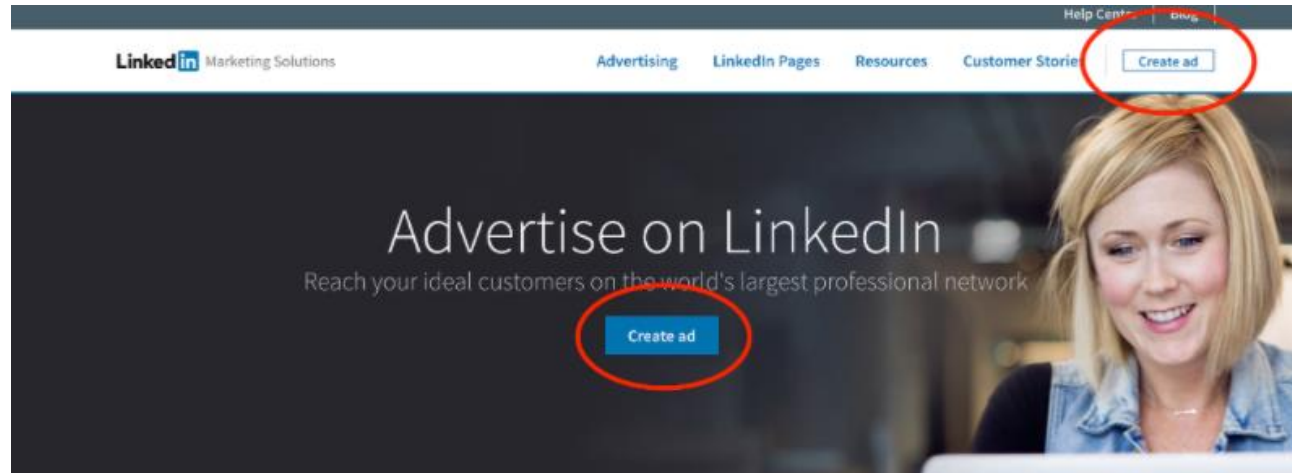 Help Center Blog
Linked in Marketing Solutions
Advertising LinkedIn Pages Resources Customer Stories Create ad
Advertise on LinkedIn
Reach your ideal customers on the world's largest professional network
Create ad